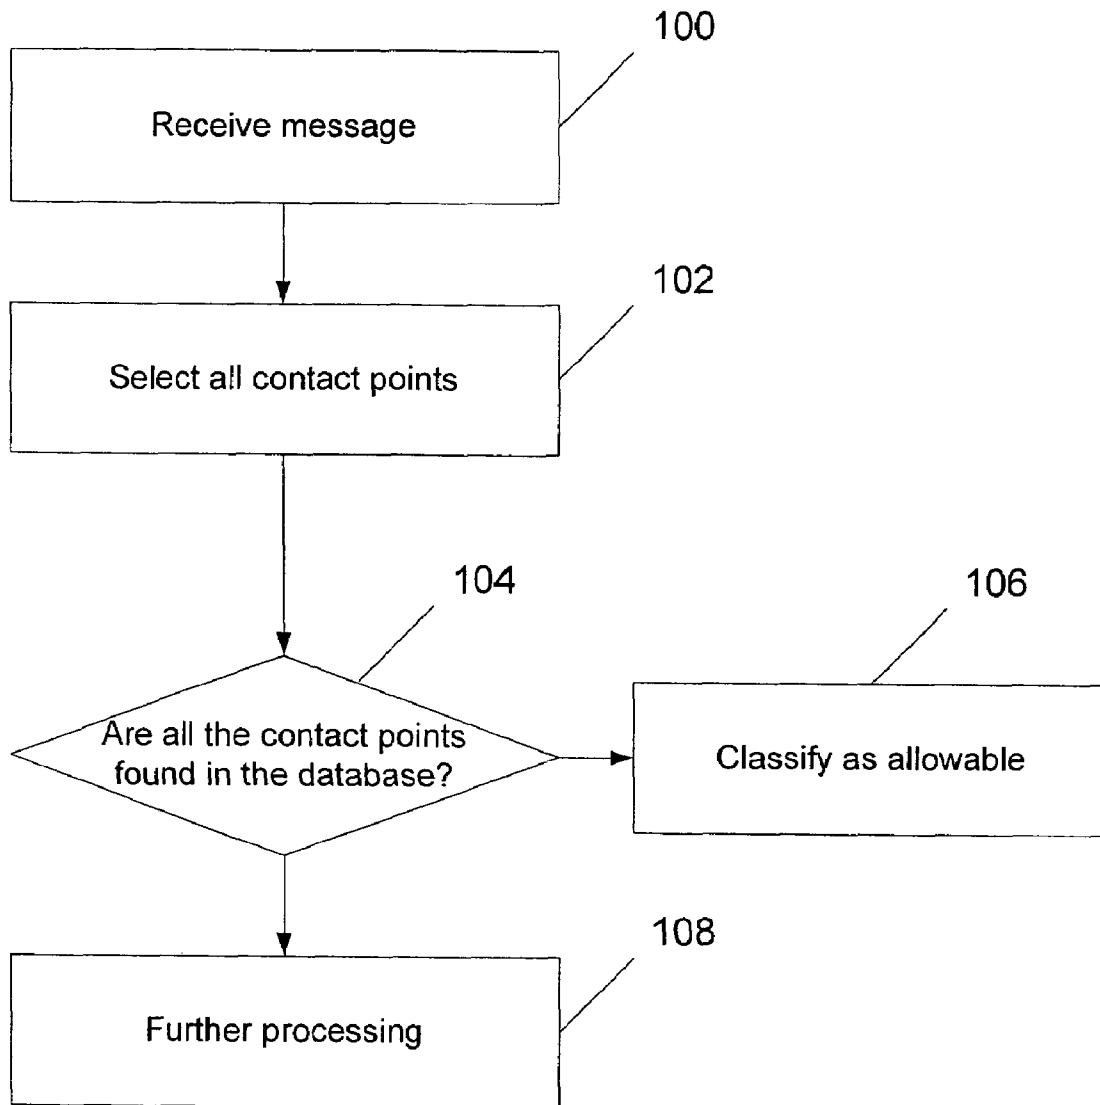 100
Receive message
102
Select all contact points
104
106
Are all the contact points
found in the database?
Classify as allowable
108
Further processing